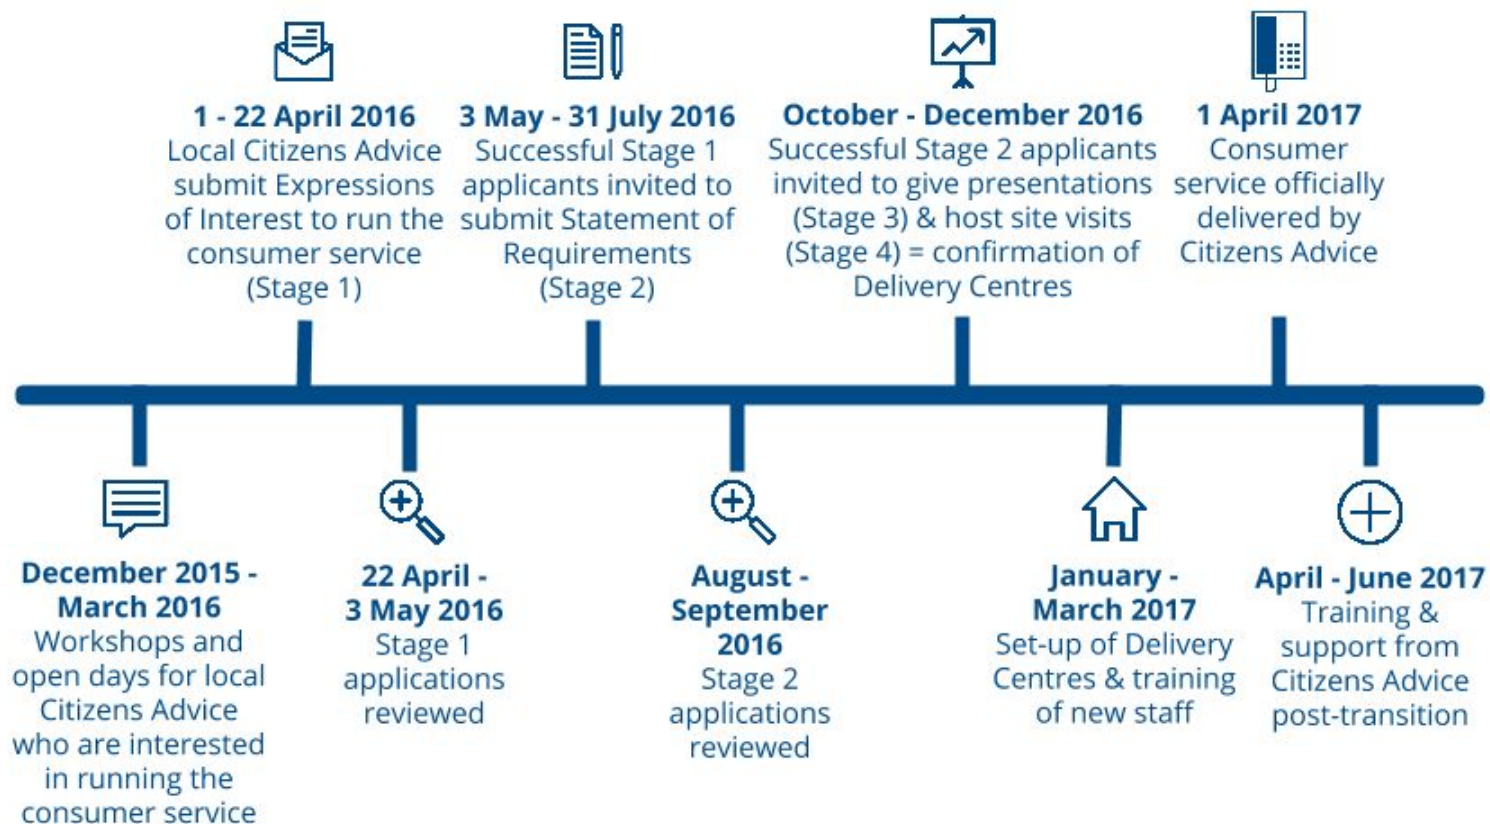 1 - 22 April 2016
Local Citizens Advice
submit Expressions
of Interest to run the
consumer service
(Stage 1)
3 May - 31 July 2016
Successful Stage 1
applicants invited to
submit Statement of
Requirements
(Stage 2)
October - December 2016
Successful Stage 2 applicants
invited to give presentations
(Stage 3) & host site visits
(Stage 4) = confirmation of
Delivery Centres
1 April 2017
Consumer
service officially
delivered by
Citizens Advice
December 2015 -
March 2016
Workshops and
open days for local
Citizens Advice
who are interested
in running the
consumer service
22 April -
3 May 2016
Stage 1
applications
reviewed
August -
September
2016
Stage 2
applications
reviewed
January -
March 2017
Set-up of Delivery
Centres & training
of new staff
April - June 2017
Training &
support from
Citizens Advice
post-transition